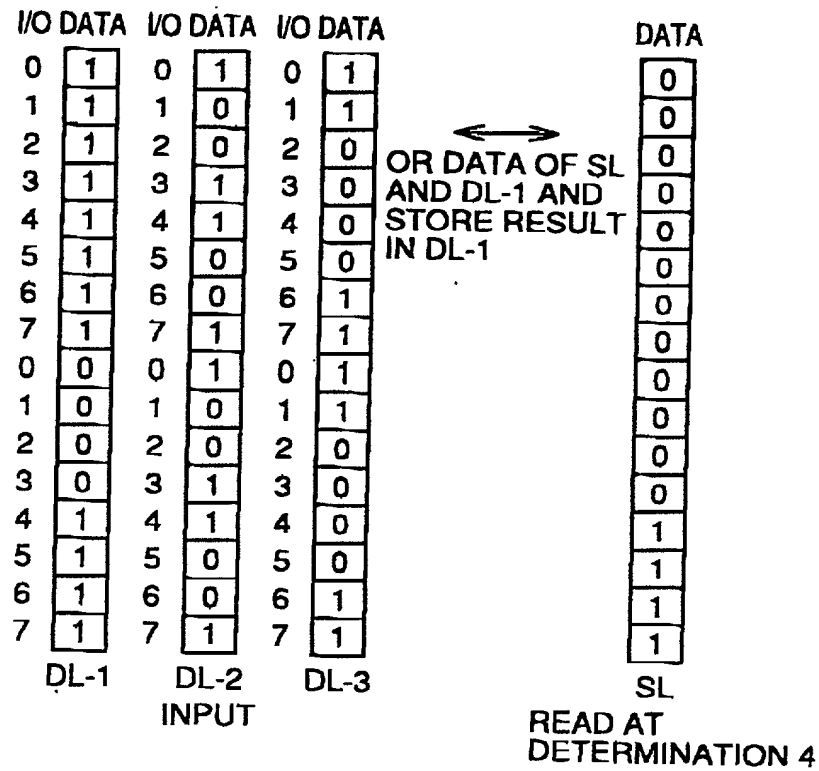 I/O DATA I/O DATA I/O DATA DATA
0 1 0 1 0 1 0
1 1 1 0 1 1 0
2 1 2 0 2 0 0
3 1 3 1 3 0 0
4 1 4 1 4 0 0
5 1 5 0 5 0 0
6 1 6 0 6 1 0
7 1 7 1 7 1 0
0 0 0 1 0 1 0
1 0 1 0 1 1 0
2 0 2 0 2 0 0
3 0 3 1 3 0 0
4 1 4 1 4 0 1
5 1 5 0 5 0 1
6 1 6 0 6 1 1
7 1 7 1 7 1 1
OR DATA OF SL
AND DL-1 AND
STORE RESULT
IN DL-1
DL-1 DL-2 DL-3 SL
INPUT
READ AT
DETERMINATION 4